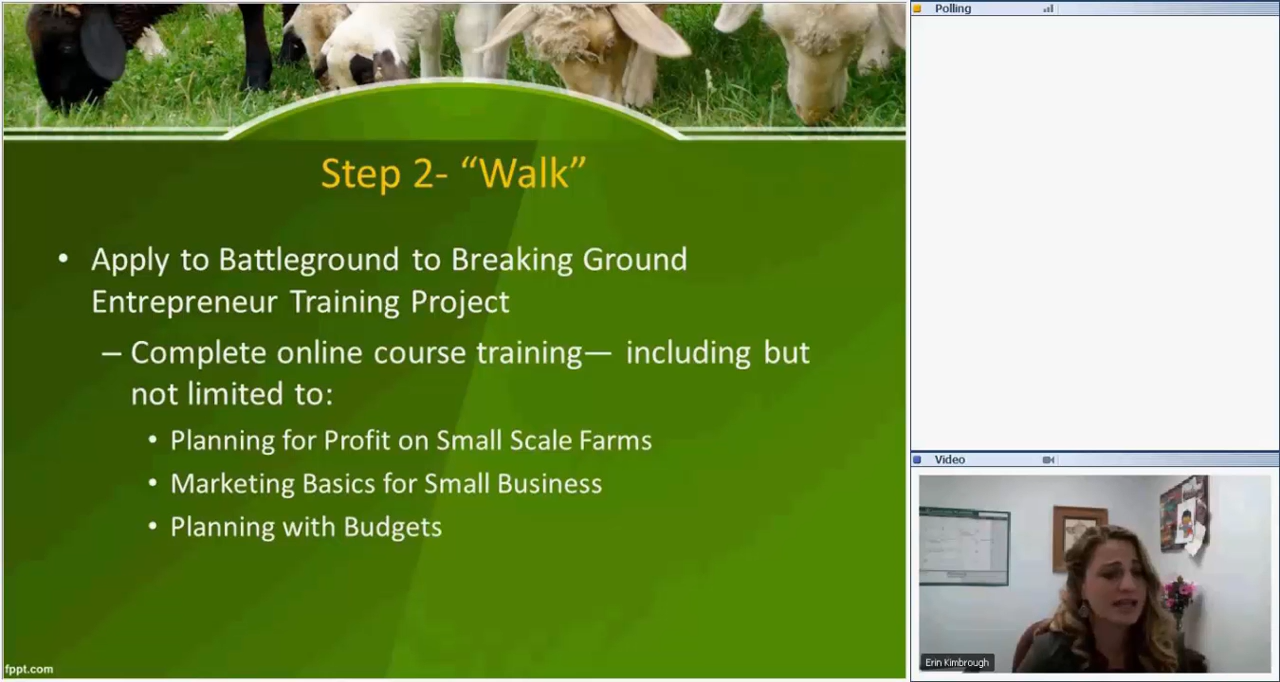 Step 2- “Walk”
• Apply to Battleground to Breaking Ground
Entrepreneur Training Project
– Complete online course training— including but
not limited to:
• Planning for Profit on Small Scale Farms
• Marketing Basics for Small Business
• Planning with Budgets
fppt.com
Polling
Video
Erin Kimbrough